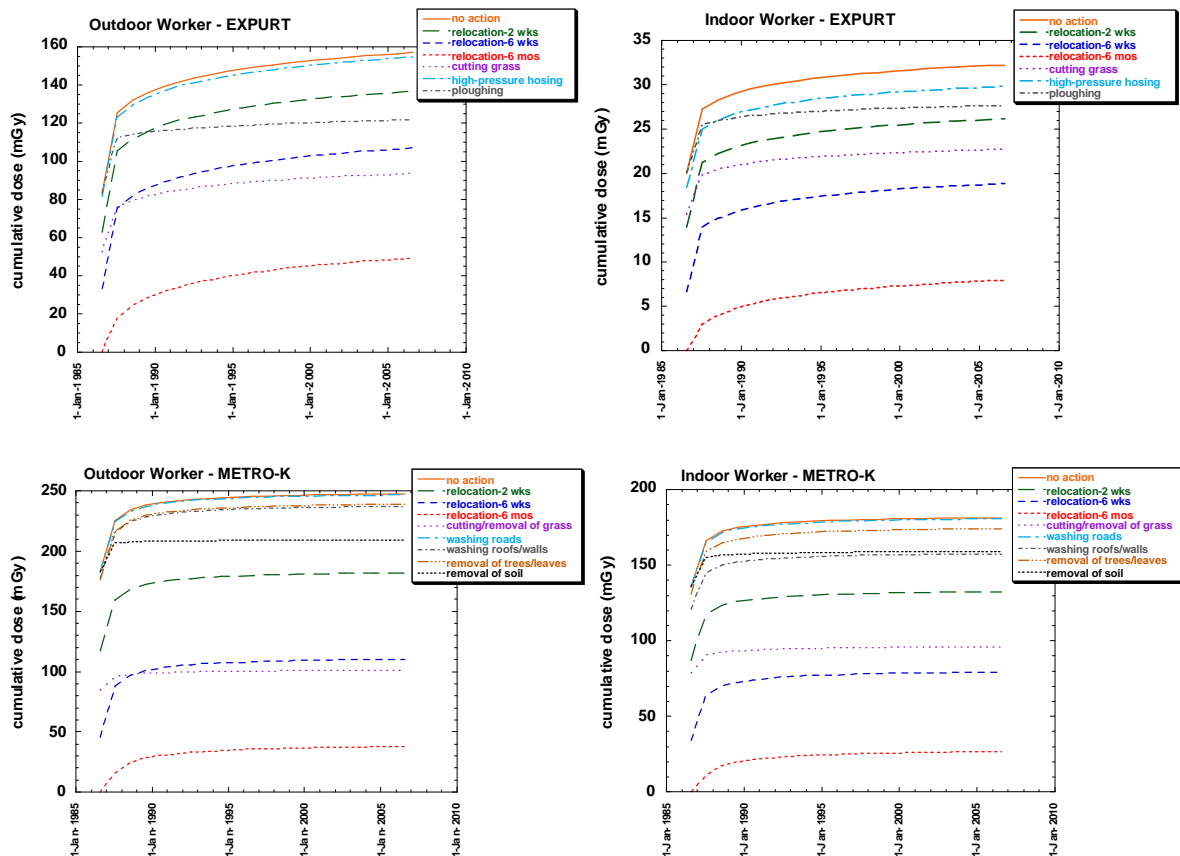 Outdoor Worker - EXPURT
no action
relocation-2 wks
relocation-6 wks
relocation-6 mos
cutting grass
high-pressure hosing
ploughing
cumulative dose (mGy)
160
140
120
100
80
60
40
20
0
1-Jan-1985
1-Jan-1990
1-Jan-1995
1-Jan-2000
1-Jan-2005
1-Jan-2010
Indoor Worker - EXPURT
no action
relocation-2 wks
relocation-6 wks
relocation-6 mos
cutting grass
high-pressure hosing
ploughing
cumulative dose (mGy)
35
30
25
20
15
10
5
0
1-Jan-1985
1-Jan-1990
1-Jan-1995
1-Jan-2000
1-Jan-2005
1-Jan-2010
Outdoor Worker - METRO-K
no action
relocation-2 wks
relocation-6 wks
relocation-6 mos
cutting/removal of grass
washing roads
washing roofs/walls
removal of trees/leaves
removal of soil
cumulative dose (mGy)
250
200
150
100
50
0
1-Jan-1985
1-Jan-1990
1-Jan-1995
1-Jan-2000
1-Jan-2005
1-Jan-2010
Indoor Worker - METRO-K
no action
relocation-2 wks
relocation-6 wks
relocation-6 mos
cutting/removal of grass
washing roads
washing roofs/walls
removal of trees/leaves
removal of soil
cumulative dose (mGy)
200
150
100
50
0
1-Jan-1985
1-Jan-1990
1-Jan-1995
1-Jan-2000
1-Jan-2005
1-Jan-2010